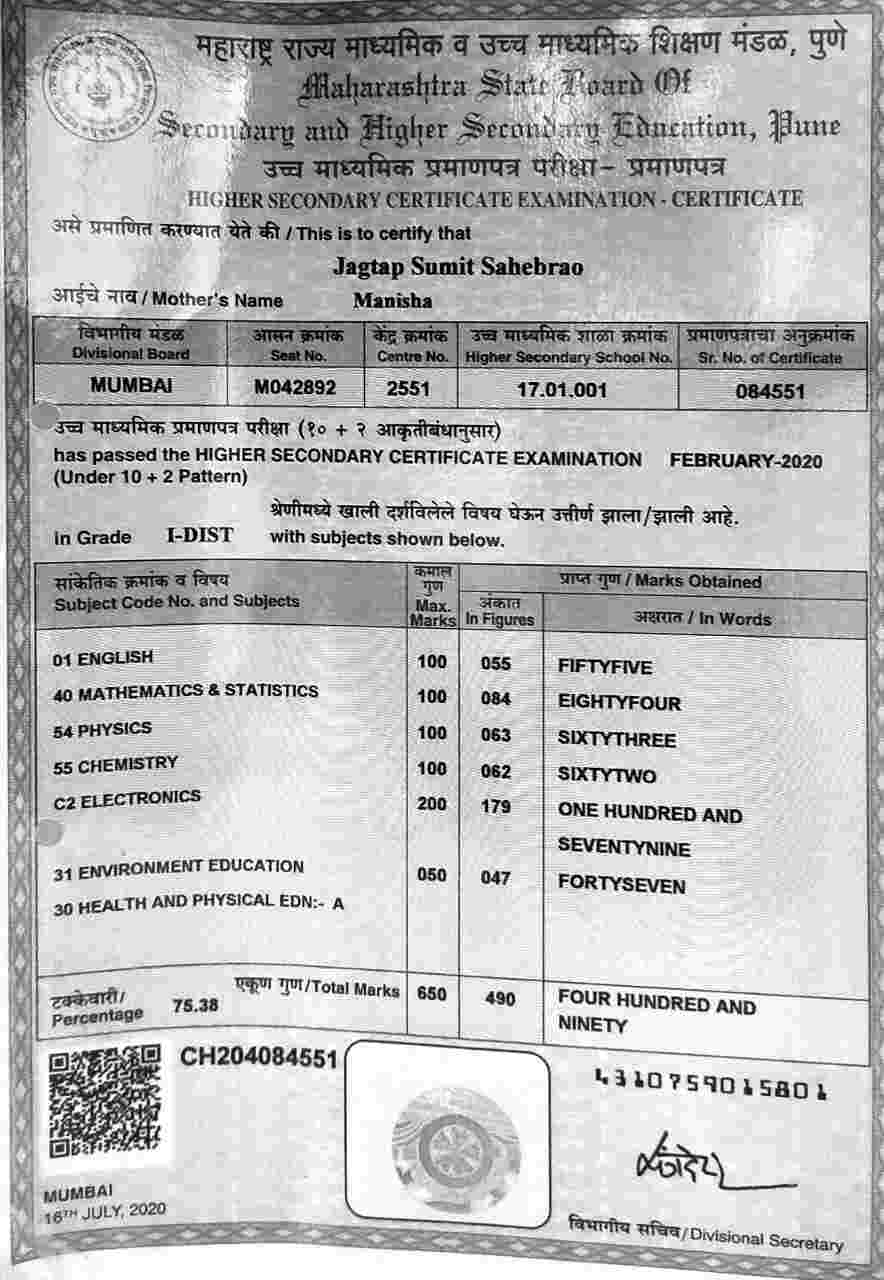 महाराष्ट्र राज्य माध्यमिक व उच्च माध्यमिक शिक्षण मंडळ, पुणे
Maharashtra State Board Of
Secondary and Higher Secondary Education, Pune
उच्च माध्यमिक प्रमाणपत्र परीक्षा – प्रमाणपत्र
HIGHER SECONDARY CERTIFICATE EXAMINATION - CERTIFICATE
असे प्रमाणित करण्यात येते की / This is to certify that
Jagtap Sumit Sahebrao
आईचे नाव / Mother's Name Manisha
विभागीय मंडळ आसन क्रमांक केंद्र क्रमांक उच्च माध्यमिक शाळा क्रमांक प्रमाणपत्राचा अनुक्रमांक
Divisional Board Seat No. Centre No. Higher Secondary School No. Sr. No. of Certificate
MUMBAI M042892 2551 17.01.001 084551
उच्च माध्यमिक प्रमाणपत्र परीक्षा (१० + २ आकृतीबंधानुसार)
has passed the HIGHER SECONDARY CERTIFICATE EXAMINATION FEBRUARY-2020
(Under 10 + 2 Pattern)
श्रेणीमध्ये खाली दर्शविलेले विषय घेऊन उत्तीर्ण झाला/झाली आहे.
in Grade I-DIST with subjects shown below.
सांकेतिक क्रमांक व विषय कमाल गुण प्राप्त गुण / Marks Obtained
Subject Code No. and Subjects Max. Marks अंकात In Figures अक्षरात / In Words
01 ENGLISH 100 055 FIFTYFIVE
40 MATHEMATICS & STATISTICS 100 084 EIGHTYFOUR
54 PHYSICS 100 063 SIXTYTHREE
55 CHEMISTRY 100 062 SIXTYTWO
C2 ELECTRONICS 200 179 ONE HUNDRED AND
SEVENTYNINE
31 ENVIRONMENT EDUCATION 050 047 FORTYSEVEN
30 HEALTH AND PHYSICAL EDN:- A
टक्केवारी/ Percentage 75.38 एकूण गुण/Total Marks 650 490 FOUR HUNDRED AND
NINETY
CH204084551
4310759015801
MUMBAI
16TH JULY, 2020
विभागीय सचिव/Divisional Secretary